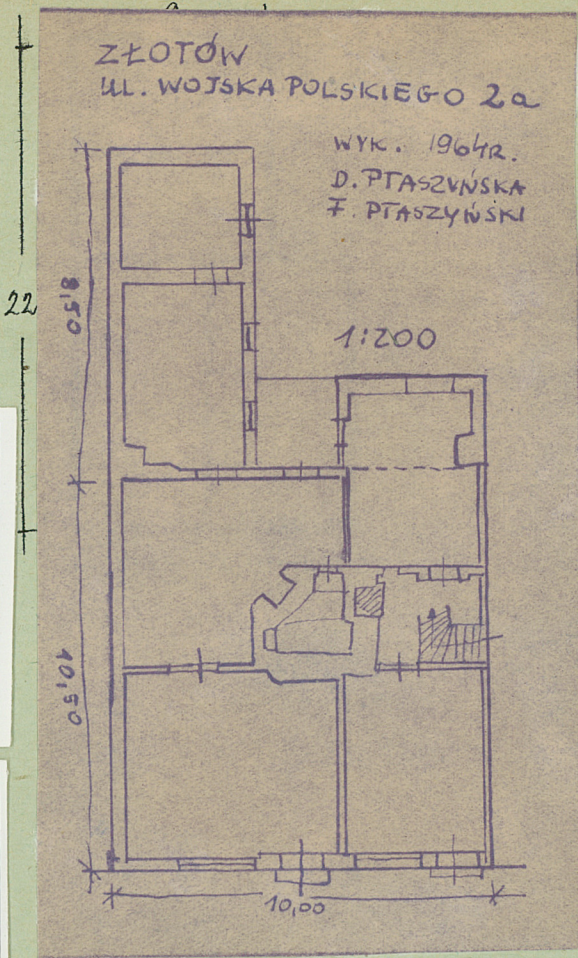 ZŁOTÓW
UL. WOJSKA POLSKIEGO 2a
WYK. 1964R.
D. PTASZYŃSKA
F. PTASZYŃSKI
22
8,50
1:200
10,50
10,00